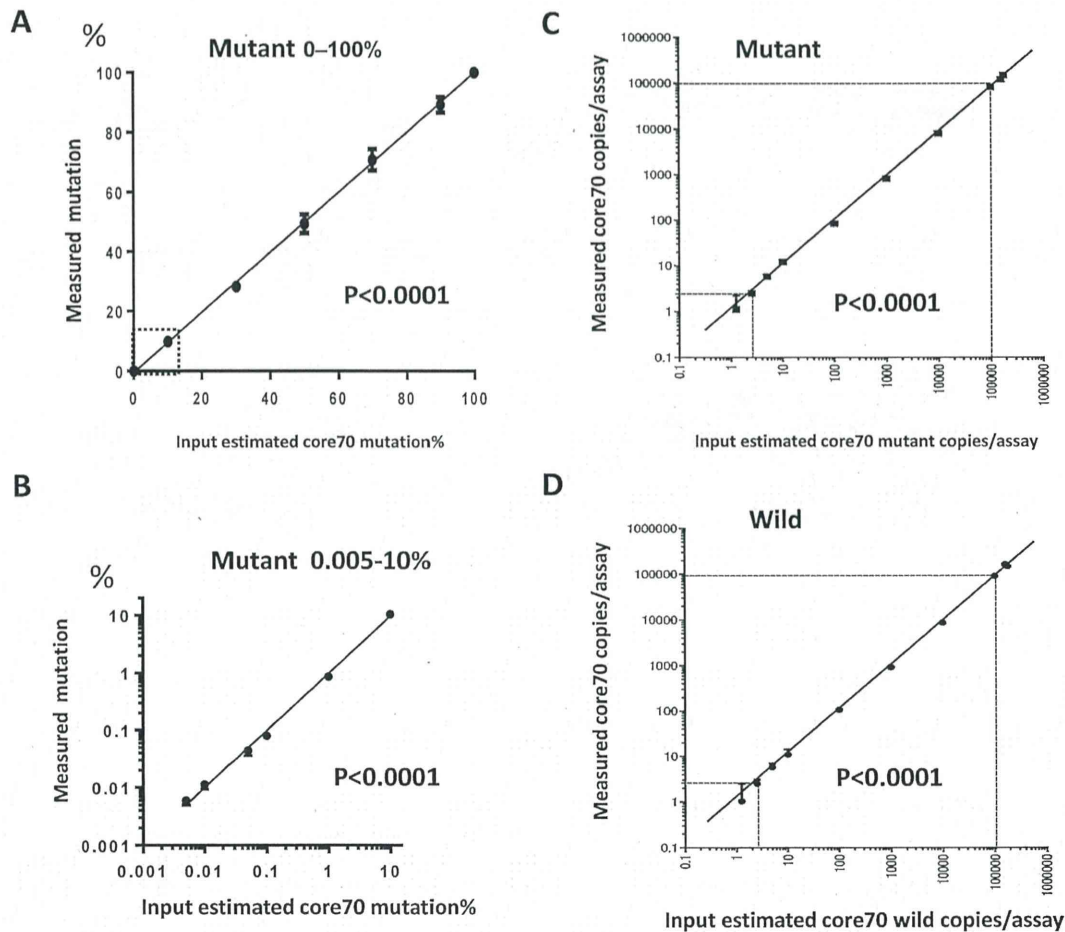 A
%
Mutant 0–100%
Measured mutation
100
80
60
40
20
0
P<0.0001
0 20 40 60 80 100
Input estimated core70 mutation%
B
%
Mutant 0.005-10%
Measured mutation
10
1
0.1
0.01
0.001
P<0.0001
0.001 0.01 0.1 1 10
Input estimated core70 mutation%
C
Mutant
Measured core70 copies/assay
1000000
100000
10000
1000
100
10
1
0.1
P<0.0001
0.1 1 10 100 1000 10000 100000 1000000
Input estimated core70 mutant copies/assay
D
Wild
Measured core70 copies/assay
1000000
100000
10000
1000
100
10
1
0.1
P<0.0001
0.1 1 10 100 1000 10000 100000 1000000
Input estimated core70 wild copies/assay